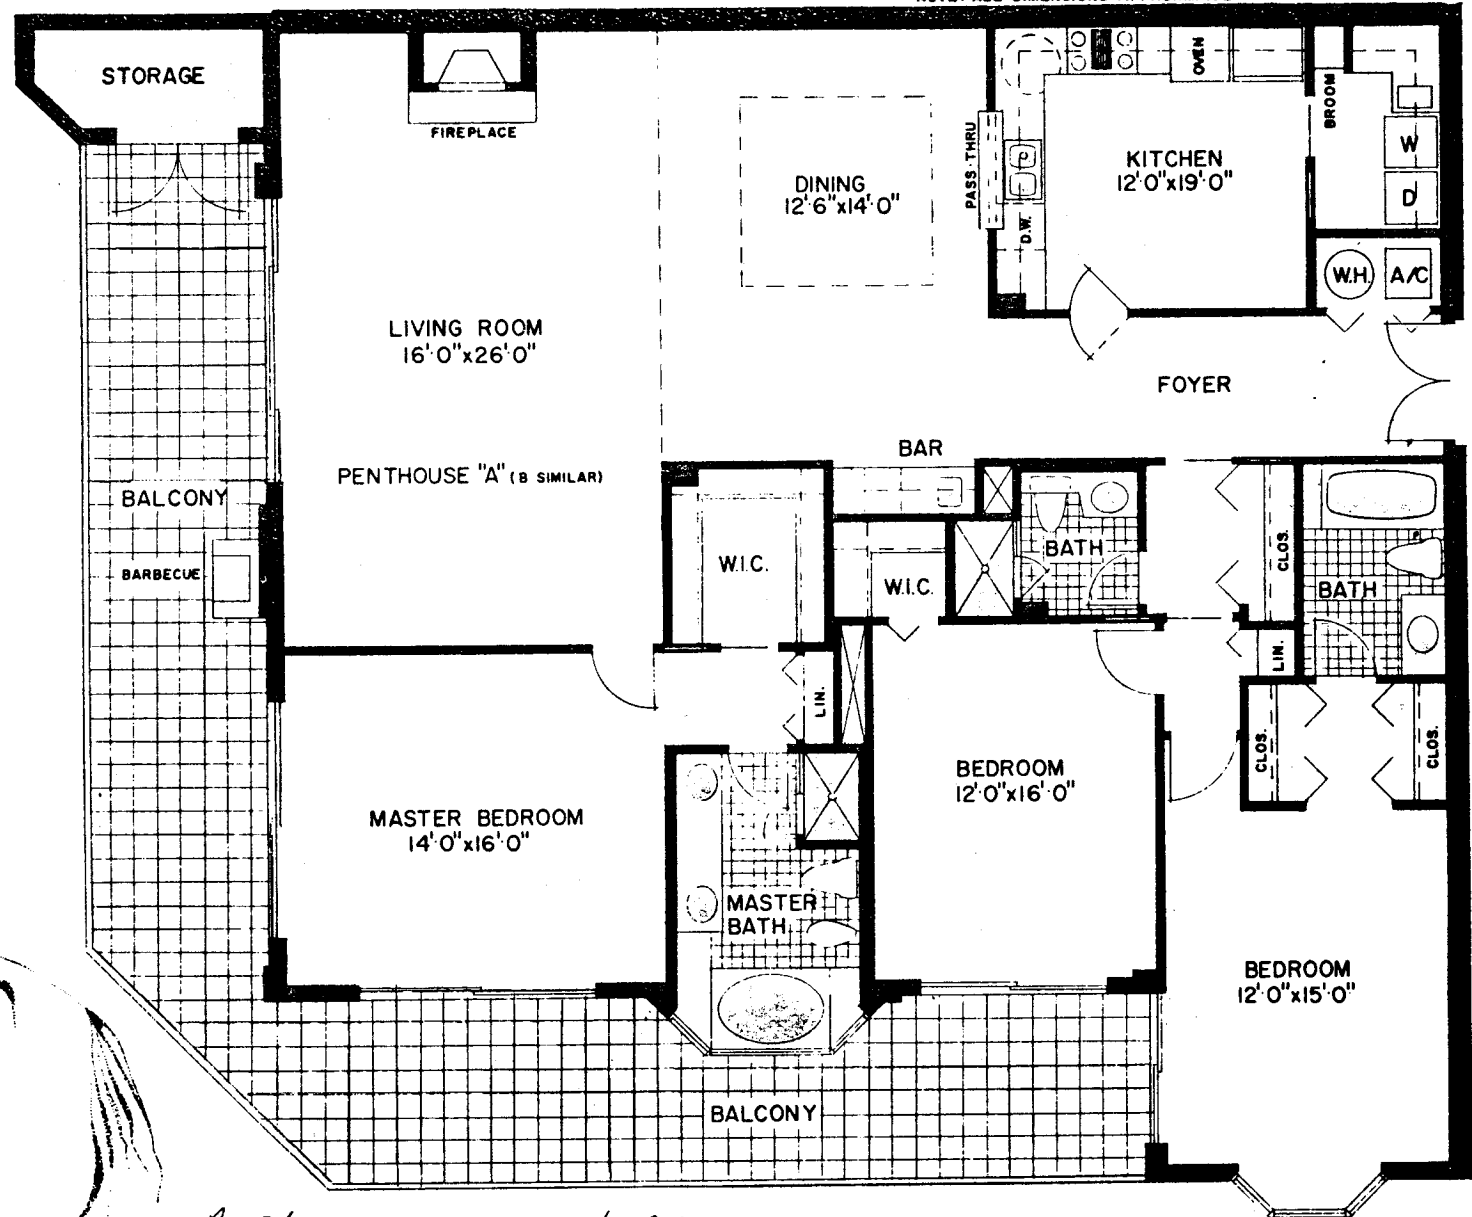 STORAGE
FIREPLACE
DINING
12'·6"x14'·0"
PASS-THRU
D.W.
OVEN
KITCHEN
12'·0"x19'·0"
BROOM
W
D
W.H.
A/C
LIVING ROOM
16'·0"x26'·0"
FOYER
PENTHOUSE "A" (B SIMILAR)
BAR
BALCONY
BARBECUE
W.I.C.
W.I.C.
BATH
CLOS.
BATH
LIN.
LIN.
CLOS.
CLOS.
MASTER BEDROOM
14'·0"x16'·0"
BEDROOM
12'·0"x16'·0"
MASTER
BATH
BEDROOM
12'·0"x15'·0"
BALCONY